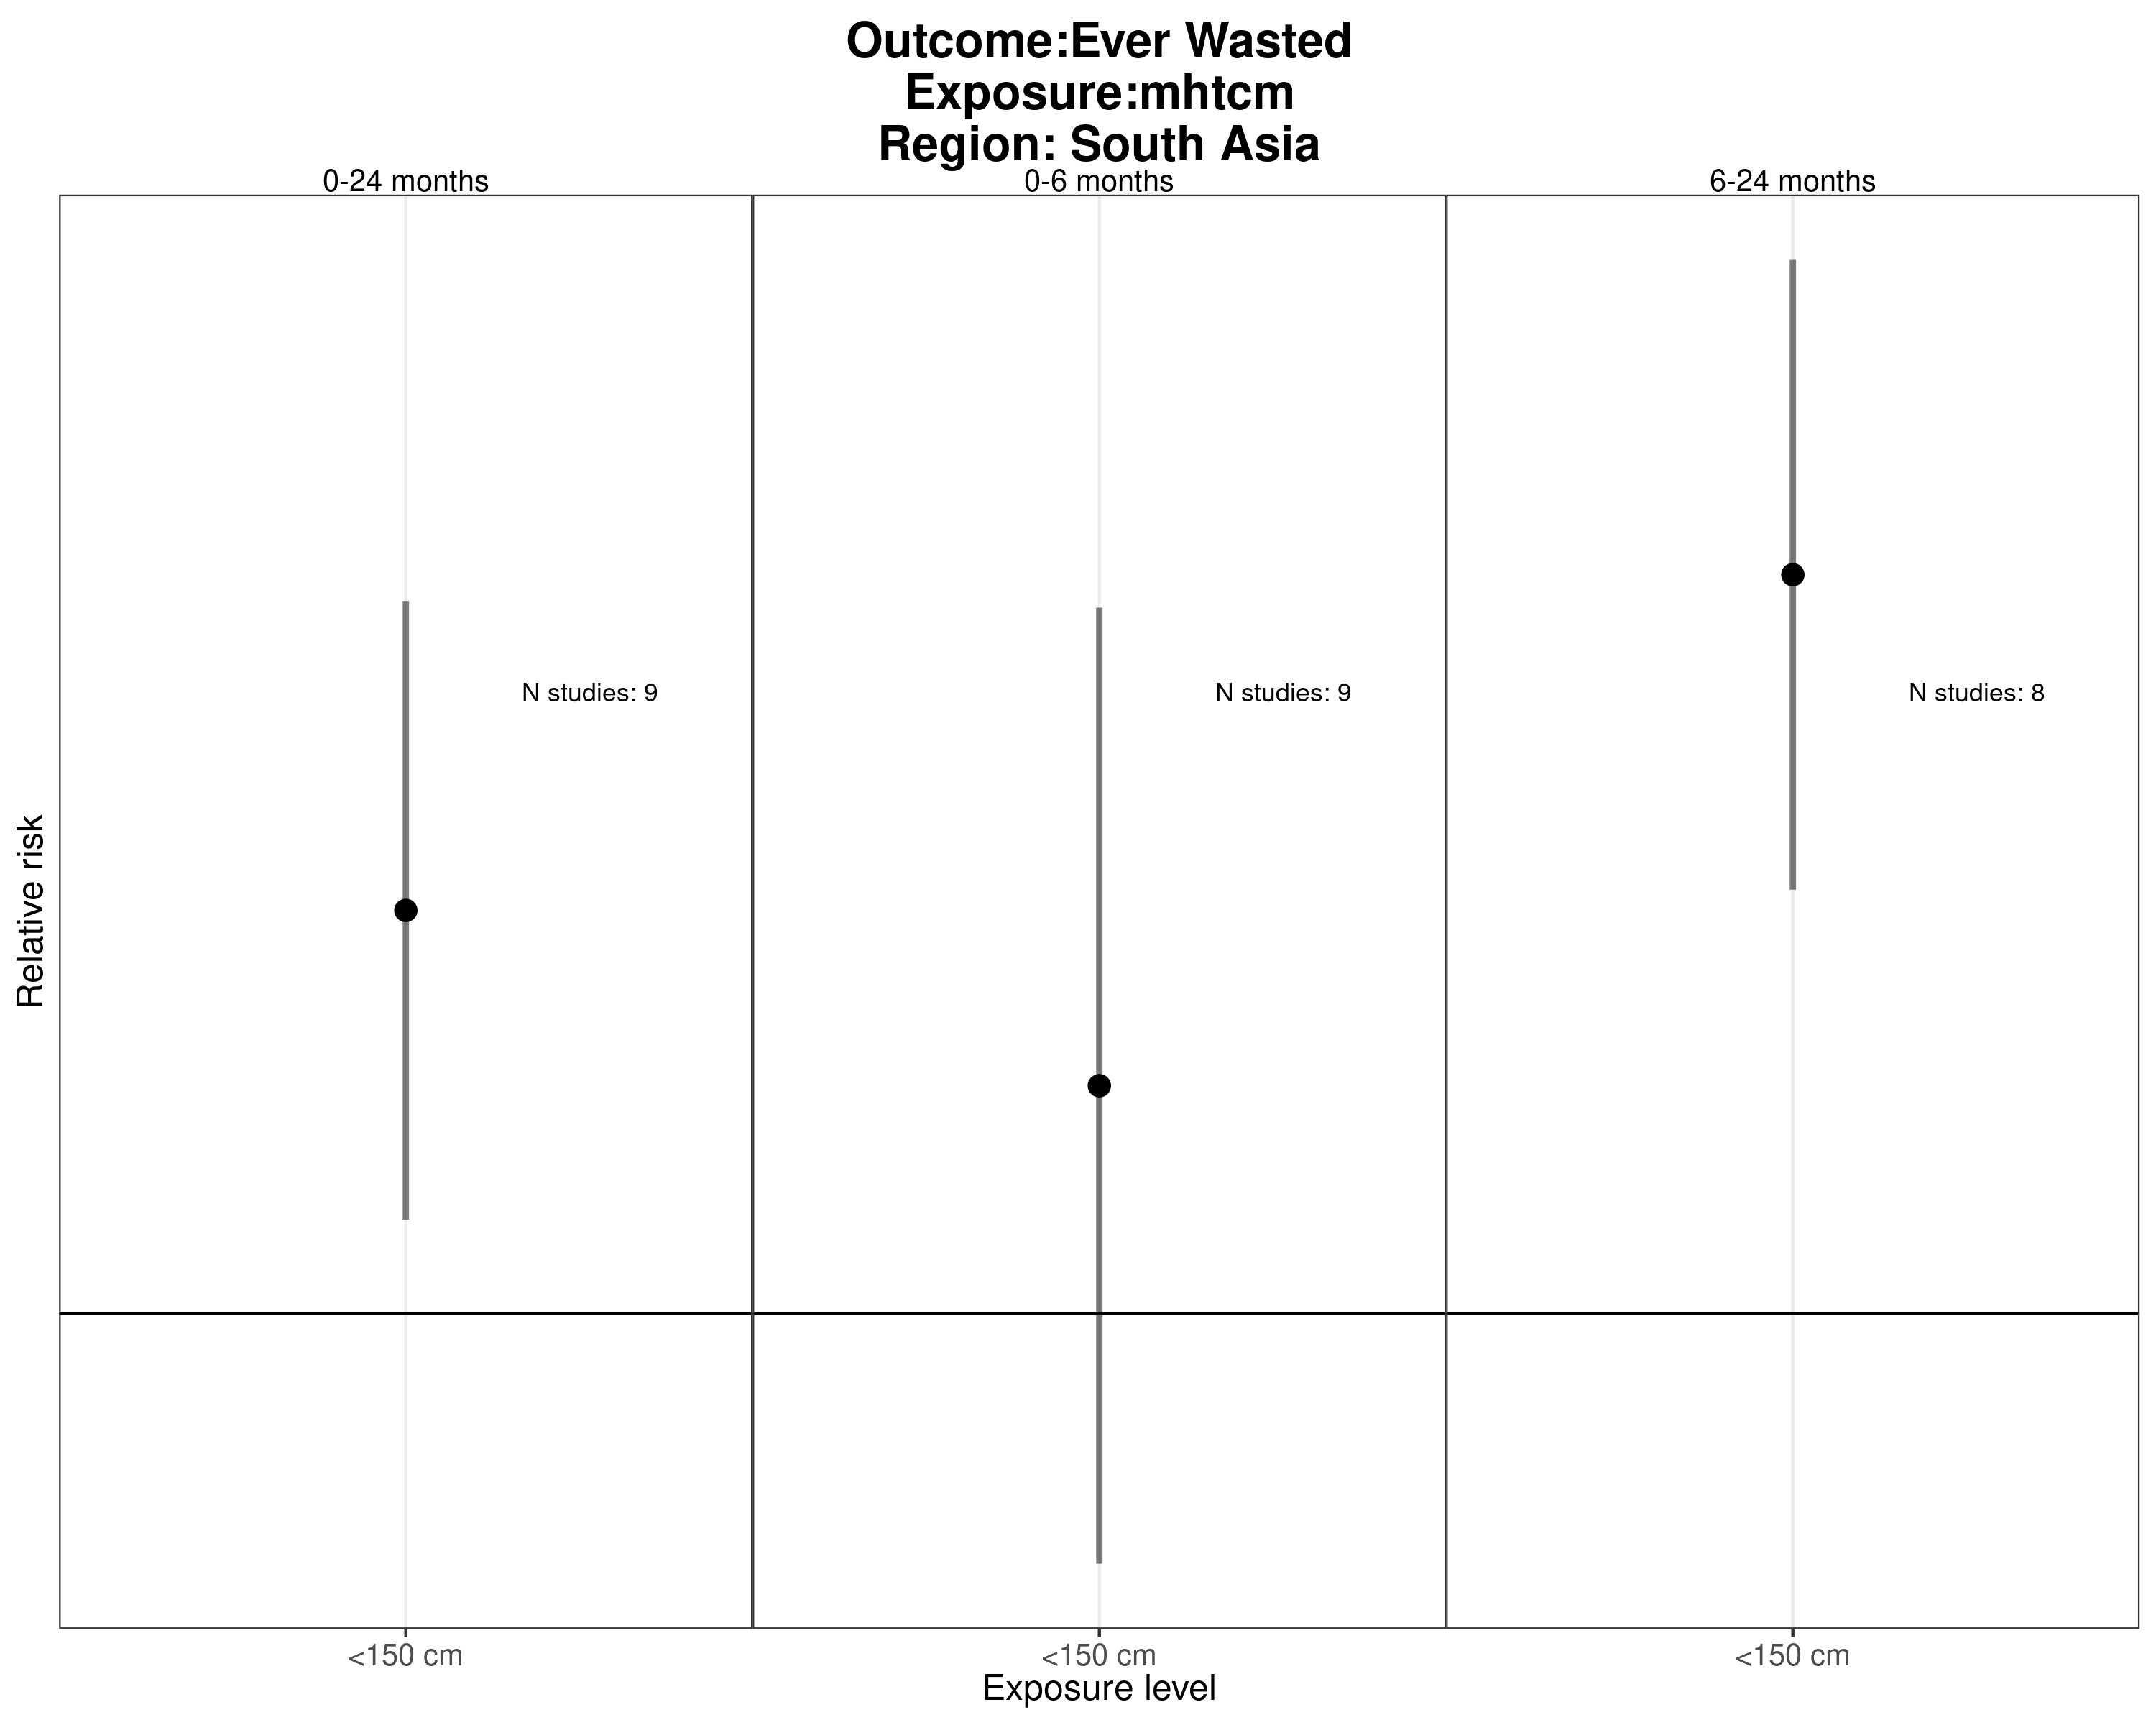 Outcome:Ever Wasted
Exposure:mhtcm
Region: South Asia
0-24 months
0-6 months
6-24 months
N studies: 9
N studies: 9
N studies: 8
Relative risk
<150 cm
<150 cm
<150 cm
Exposure level